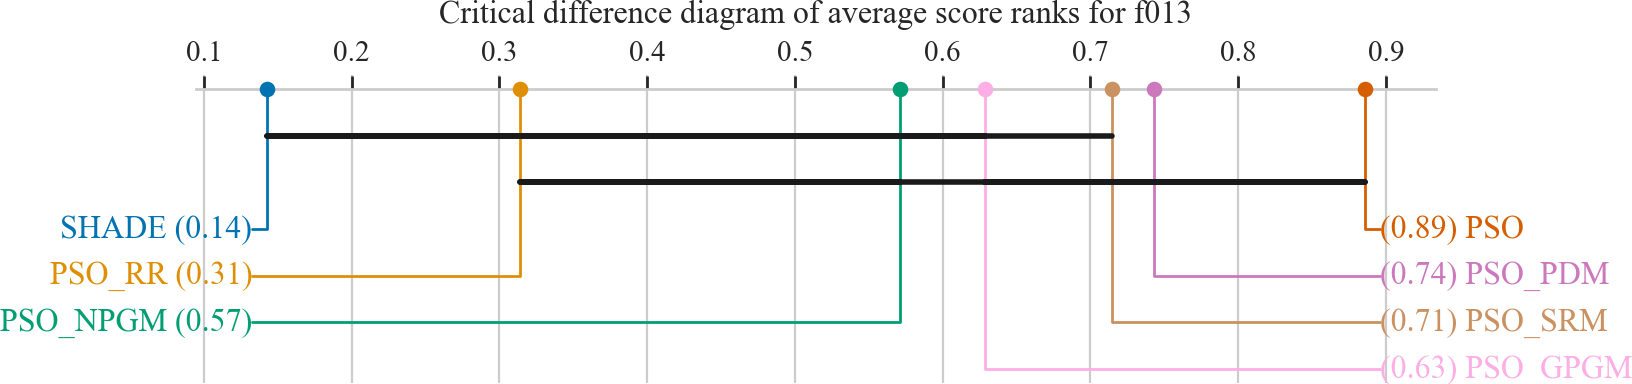 Critical difference diagram of average score ranks for f013
0.1 0.2 0.3 0.4 0.5 0.6 0.7 0.8 0.9
SHADE (0.14)
PSO_RR (0.31)
PSO_NPGM (0.57)
(0.89) PSO
(0.74) PSO_PDM
(0.71) PSO_SRM
(0.63) PSO_GPGM